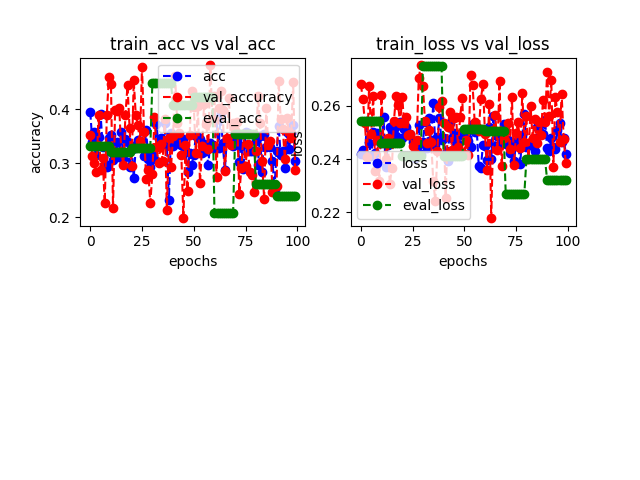 train_acc vs val_acc
accuracy
0.4
0.3
0.2
acc
val_accuracy
eval_acc
0
25
50
75
100
epochs
train_loss vs val_loss
loss
0.26
0.24
0.22
loss
val_loss
eval_loss
0
25
50
75
100
epochs